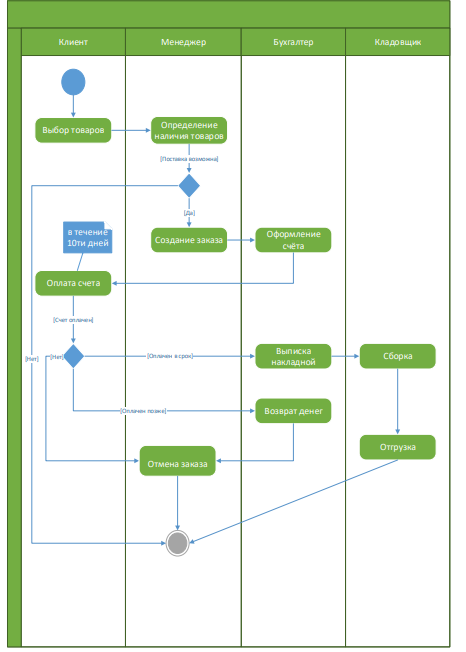 Клиент
Менеджер
Бухгалтер
Кладовщик
Выбор товаров
Определение
наличия товаров
[Поставка возможна]
[Да]
в течение
10ти дней
Создание заказа
Оформление
счёта
Оплата счета
[Счет оплачен]
[Нет]
[Нет]
[Оплачен в срок]
Выписка
накладной
Сборка
[Оплачен позже]
Возврат денег
Отмена заказа
Отгрузка